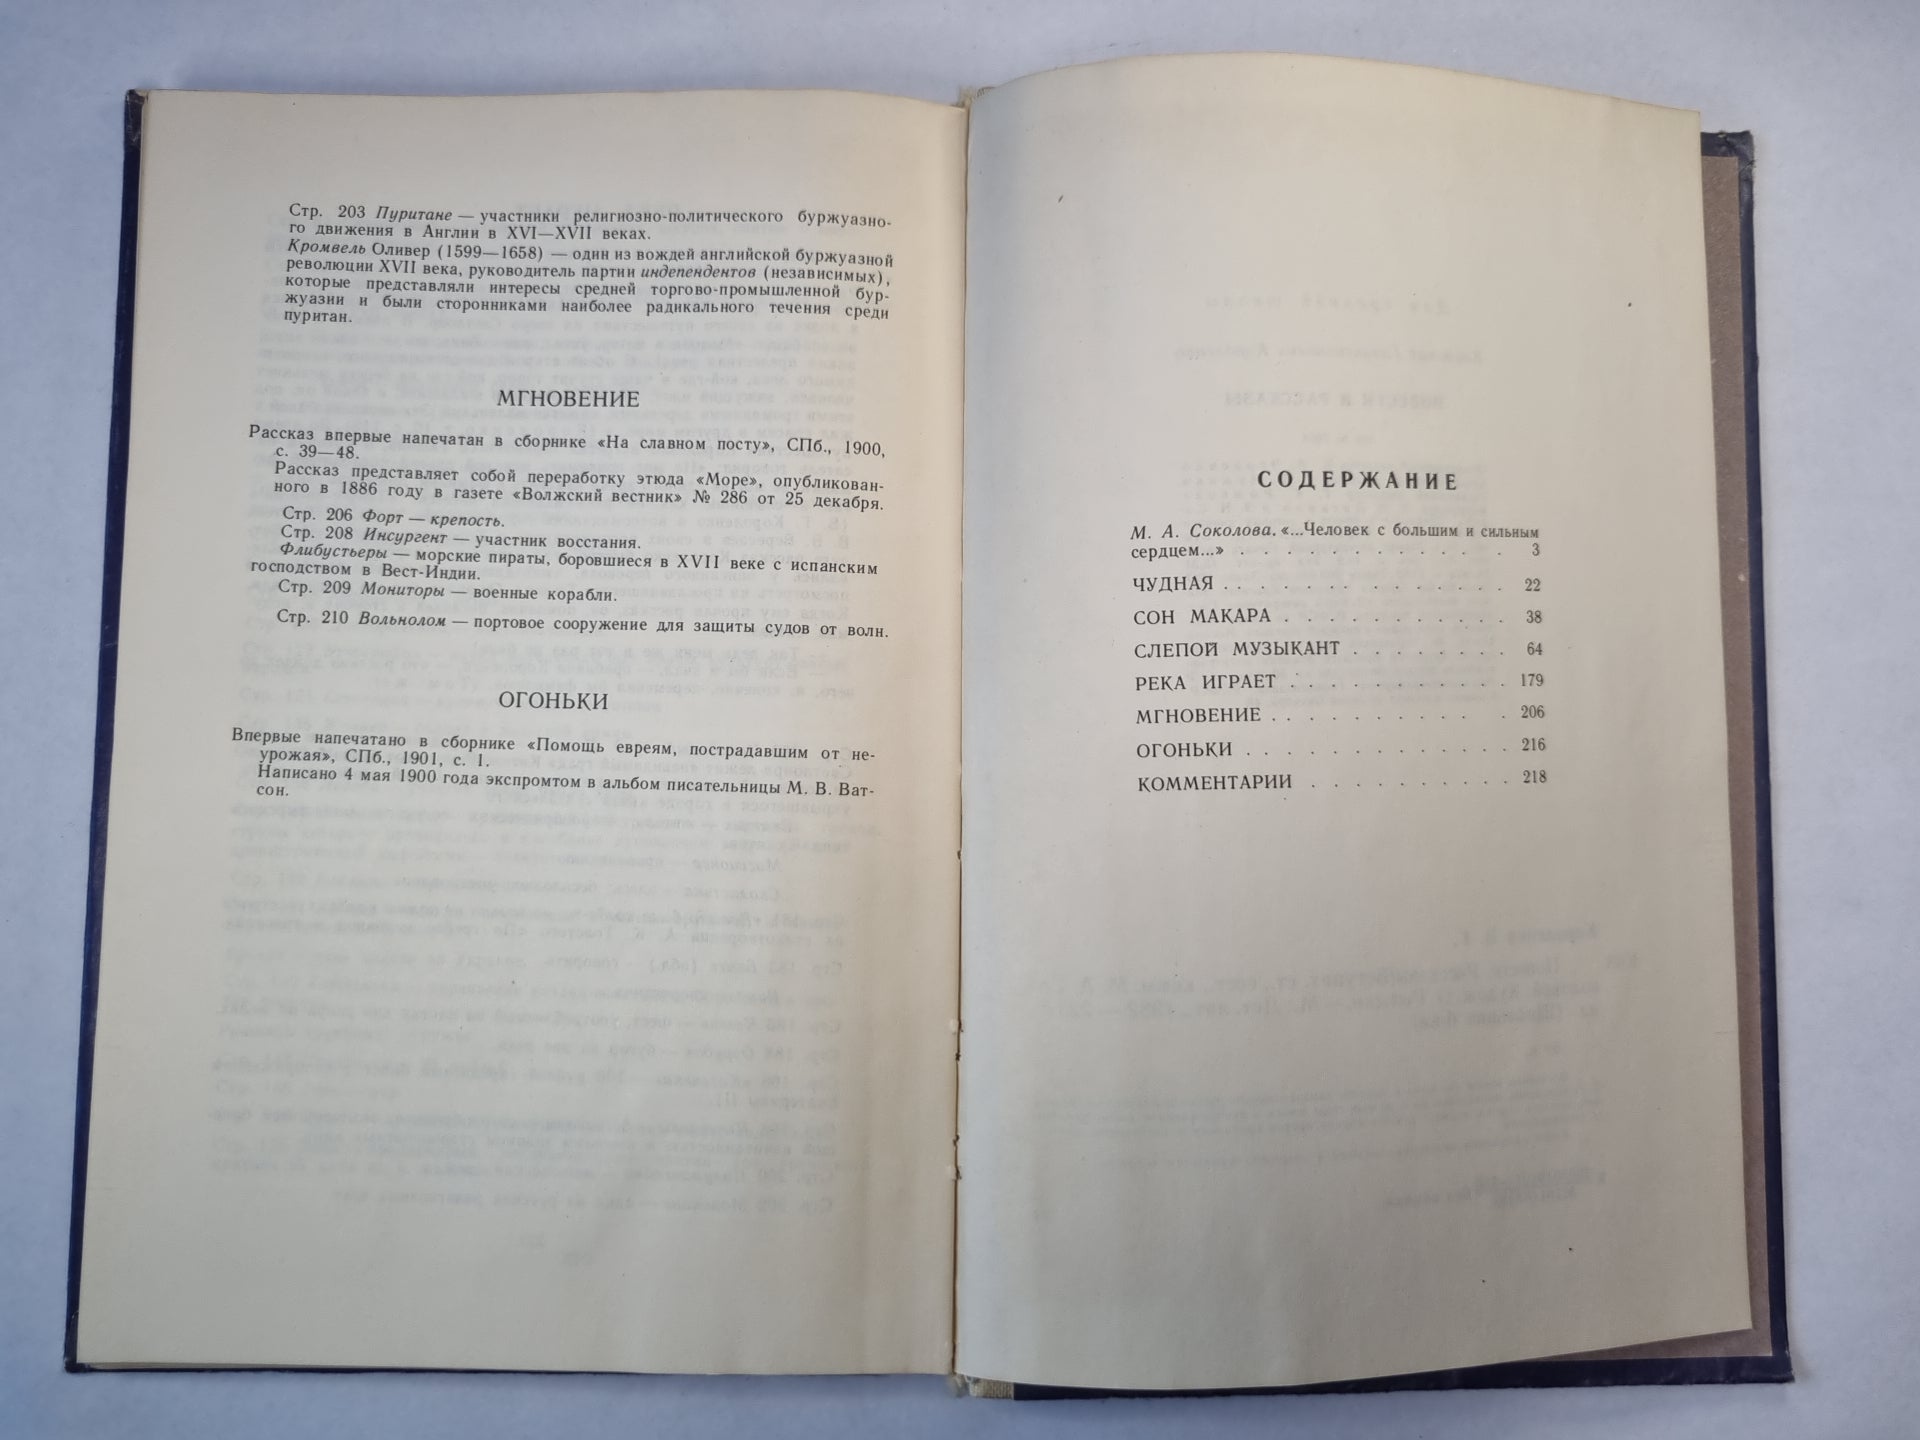 Стр. 203 Пуритане — участники религиозно-политического буржуазно-
го движения в Англии в XVI—XVII веках.
Кромвель Оливер (1599—1658) — один из вождей английской буржуазной
революции XVII века, руководитель партии индепендентов (независимых),
которые представляли интересы средней торгово-промышленной бур-
жуазии и были сторонниками наиболее радикального течения среди
пуритан.
МГНОВЕНИЕ
Рассказ впервые напечатан в сборнике «На славном посту», СПб., 1900,
с. 39—48.
Рассказ представляет собой переработку этюда «Море», опубликован-
ного в 1886 году в газете «Волжский вестник» № 286 от 25 декабря.
Стр. 206 Форт — крепость.
Стр. 208 Инсургент — участник восстания.
Флибустьеры — морские пираты, боровшиеся в XVII веке с испанским
господством в Вест-Индии.
Стр. 209 Мониторы — военные корабли.
Стр. 210 Вольнолом — портовое сооружение для защиты судов от волн.
ОГОНЬКИ
Впервые напечатано в сборнике «Помощь евреям, пострадавшим от не-
урожая», СПб., 1901, с. 1.
Написано 4 мая 1900 года экспромтом в альбом писательницы М. В. Ват-
сон.
СОДЕРЖАНИЕ
М. А. Соколова. «...Человек с большим и сильным
сердцем...» . . . . . . . . . . . . 3
ЧУДНАЯ . . . . . . . . . . . . . . 22
СОН МАКАРА . . . . . . . . . . . 38
СЛЕПОЙ МУЗЫКАНТ . . . . . . . . 64
РЕКА ИГРАЕТ . . . . . . . . . . . 179
МГНОВЕНИЕ . . . . . . . . . . . 206
ОГОНЬКИ . . . . . . . . . . . . . 216
КОММЕНТАРИИ . . . . . . . . . . 218